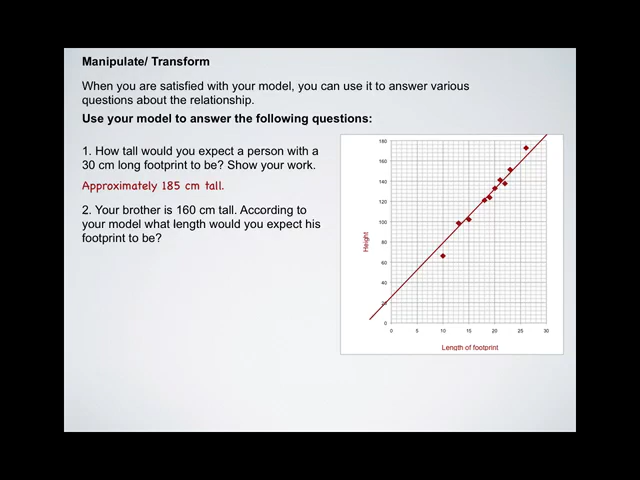 Manipulate/ Transform
When you are satisfied with your model, you can use it to answer various
questions about the relationship.
Use your model to answer the following questions:
1. How tall would you expect a person with a
30 cm long footprint to be? Show your work.
Approximately 185 cm tall.
2. Your brother is 160 cm tall. According to
your model what length would you expect his
footprint to be?
180
160
140
120
100
80
60
40
20
0
Height
0 5 10 15 20 25 30
Length of footprint